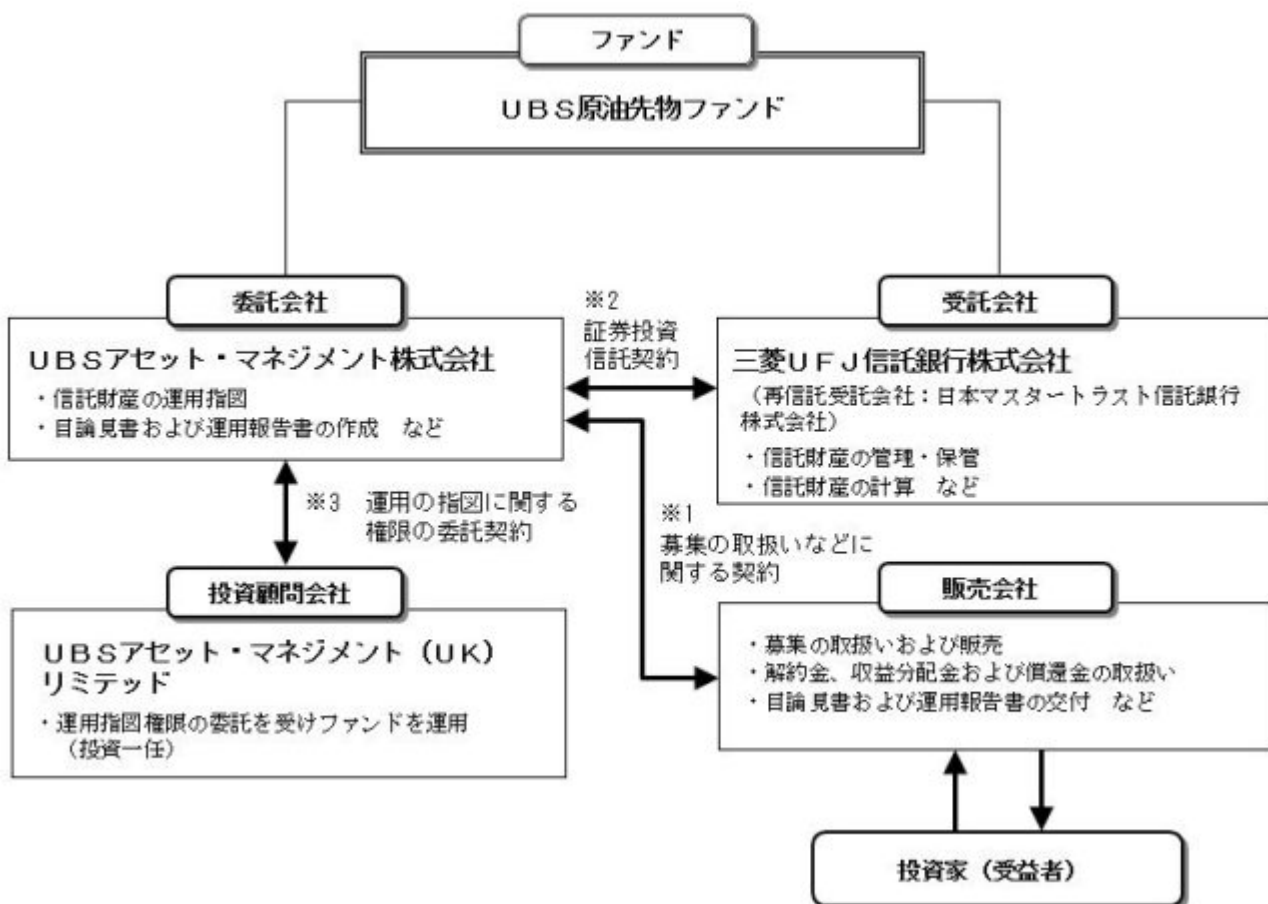 ファンド
UBS原油先物ファンド
委託会社
UBSアセット・マネジメント株式会社
・信託財産の運用指図
・目論見書および運用報告書の作成　など
※2
証券投資
信託契約
受託会社
三菱UFJ信託銀行株式会社
（再信託受託会社：日本マスタートラスト信託銀行
株式会社）
・信託財産の管理・保管
・信託財産の計算　など
※3　運用の指図に関する
権限の委託契約
※1
募集の取扱いなどに
関する契約
投資顧問会社
UBSアセット・マネジメント（UK）
リミテッド
・運用指図権限の委託を受けファンドを運用
（投資一任）
販売会社
・募集の取扱いおよび販売
・解約金、収益分配金および償還金の取扱い
・目論見書および運用報告書の交付　など
投資家（受益者）